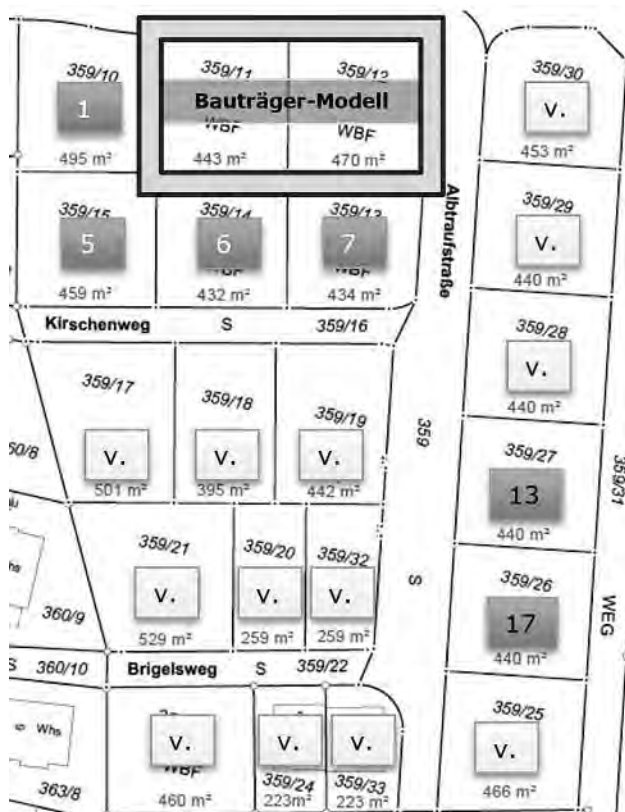 359/10
359/11
359/12
359/30
1
Bauträger-Modell
v.
WBF
WBF
495 m²
443 m²
470 m²
453 m²
359/15
359/14
359/13
359/29
5
6
7
v.
459 m²
432 m²
434 m²
440 m²
Albtraufstraße
Kirschenweg S 359/16
359/28
v.
440 m²
359/17
359/18
359/19
359
v.
v.
v.
501 m²
395 m²
442 m²
359/27
13
440 m²
359/31
60/8
359/21
359/20
359/32
S
359/26
v.
v.
v.
17
529 m²
259 m²
259 m²
440 m²
WEG
360/9
S 360/10
Brigelsweg S 359/22
359/25
Whs
v.
v.
v.
v.
WBF
359/24
359/33
460 m²
223m²
223 m²
466 m²
363/8